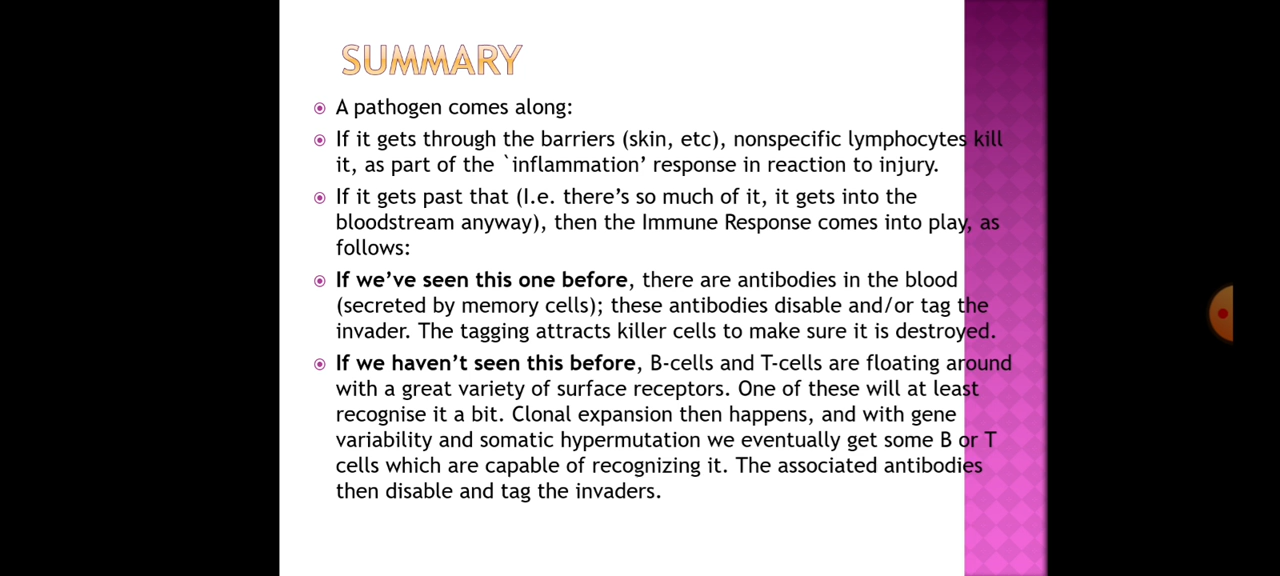 SUMMARY
A pathogen comes along:
If it gets through the barriers (skin, etc), nonspecific lymphocytes kill
it, as part of the `inflammation’ response in reaction to injury.
If it gets past that (I.e. there’s so much of it, it gets into the
bloodstream anyway), then the Immune Response comes into play, as
follows:
If we’ve seen this one before, there are antibodies in the blood
(secreted by memory cells); these antibodies disable and/or tag the
invader. The tagging attracts killer cells to make sure it is destroyed.
If we haven’t seen this before, B-cells and T-cells are floating around
with a great variety of surface receptors. One of these will at least
recognise it a bit. Clonal expansion then happens, and with gene
variability and somatic hypermutation we eventually get some B or T
cells which are capable of recognizing it. The associated antibodies
then disable and tag the invaders.